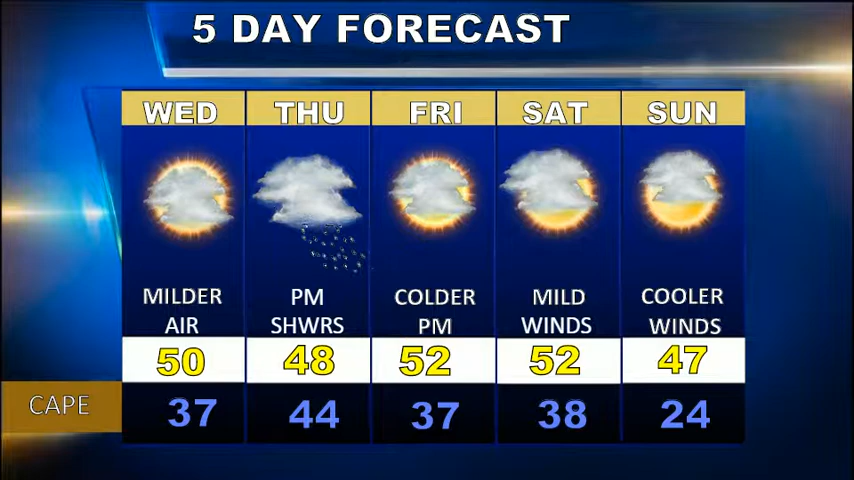 5 DAY FORECAST
WED THU FRI SAT SUN
MILDER PM COLDER MILD COOLER
AIR SHWRS PM WINDS WINDS
50 48 52 52 47
CAPE 37 44 37 38 24